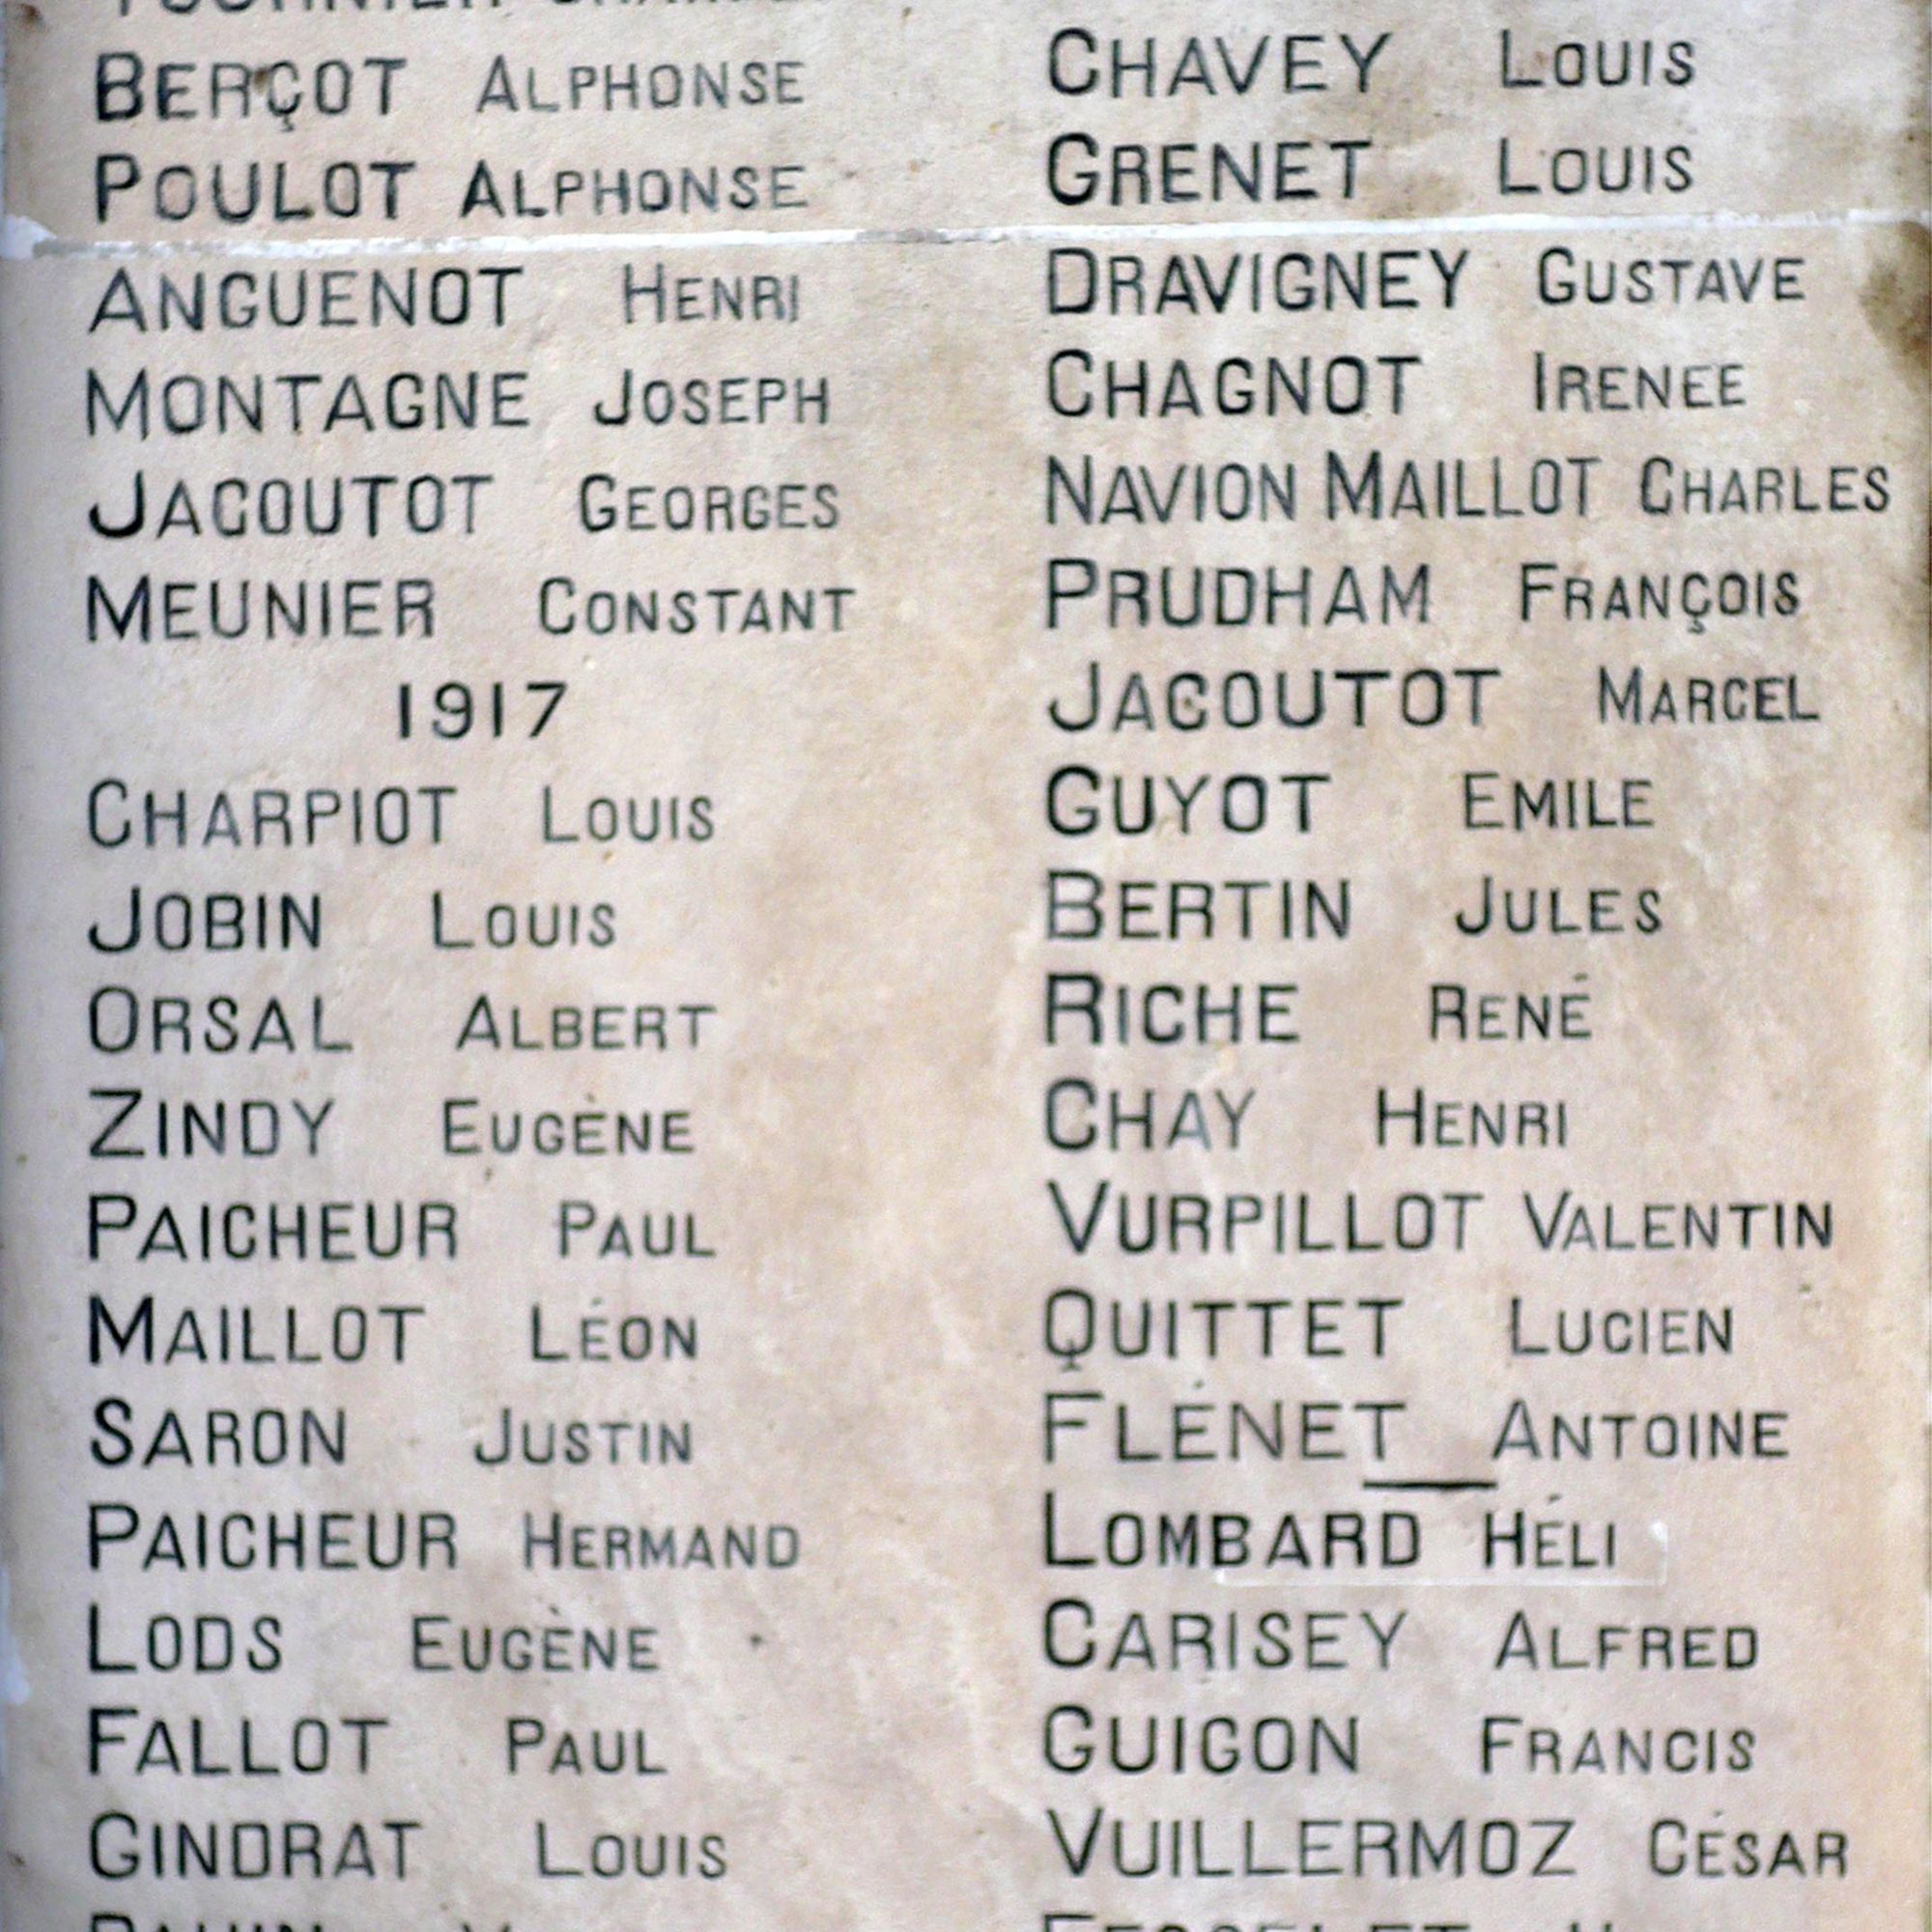 BERÇOT ALPHONSE
POULOT ALPHONSE
ANGUENOT HENRI
MONTAGNE JOSEPH
JACOUTOT GEORGES
MEUNIER CONSTANT
1917
CHARPIOT LOUIS
JOBIN LOUIS
ORSAL ALBERT
ZINDY EUGÈNE
PAICHEUR PAUL
MAILLOT LÉON
SARON JUSTIN
PAICHEUR HERMAND
LODS EUGÈNE
FALLOT PAUL
GINDRAT LOUIS
CHAVEY LOUIS
GRENET LOUIS
DRAVIGNEY GUSTAVE
CHAGNOT IRENEE
NAVION MAILLOT CHARLES
PRUDHAM FRANÇOIS
JACOUTOT MARCEL
GUYOT EMILE
BERTIN JULES
RICHE RENÉ
CHAY HENRI
VURPILLOT VALENTIN
QUITTET LUCIEN
FLÉNET ANTOINE
LOMBARD HÉLI
CARISEY ALFRED
GUIGON FRANCIS
VUILLERMOZ CÉSAR